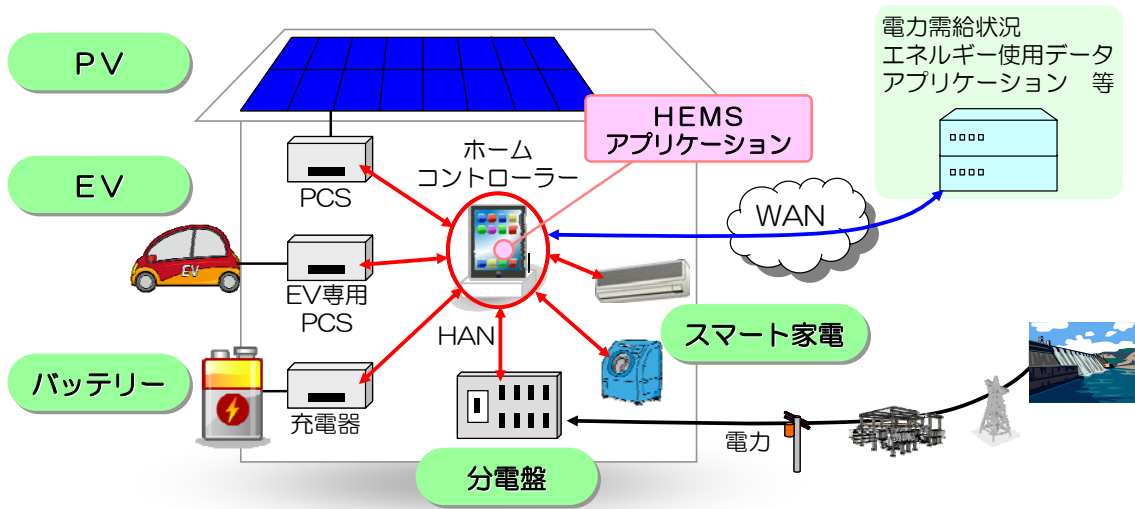 PV
電力需給状況
エネルギー使用データ
アプリケーション 等
HEMS
アプリケーション
ホーム
コントローラー
PCS
EV
WAN
EV
EV専用
PCS
HAN
スマート家電
バッテリー
充電器
電力
分電盤